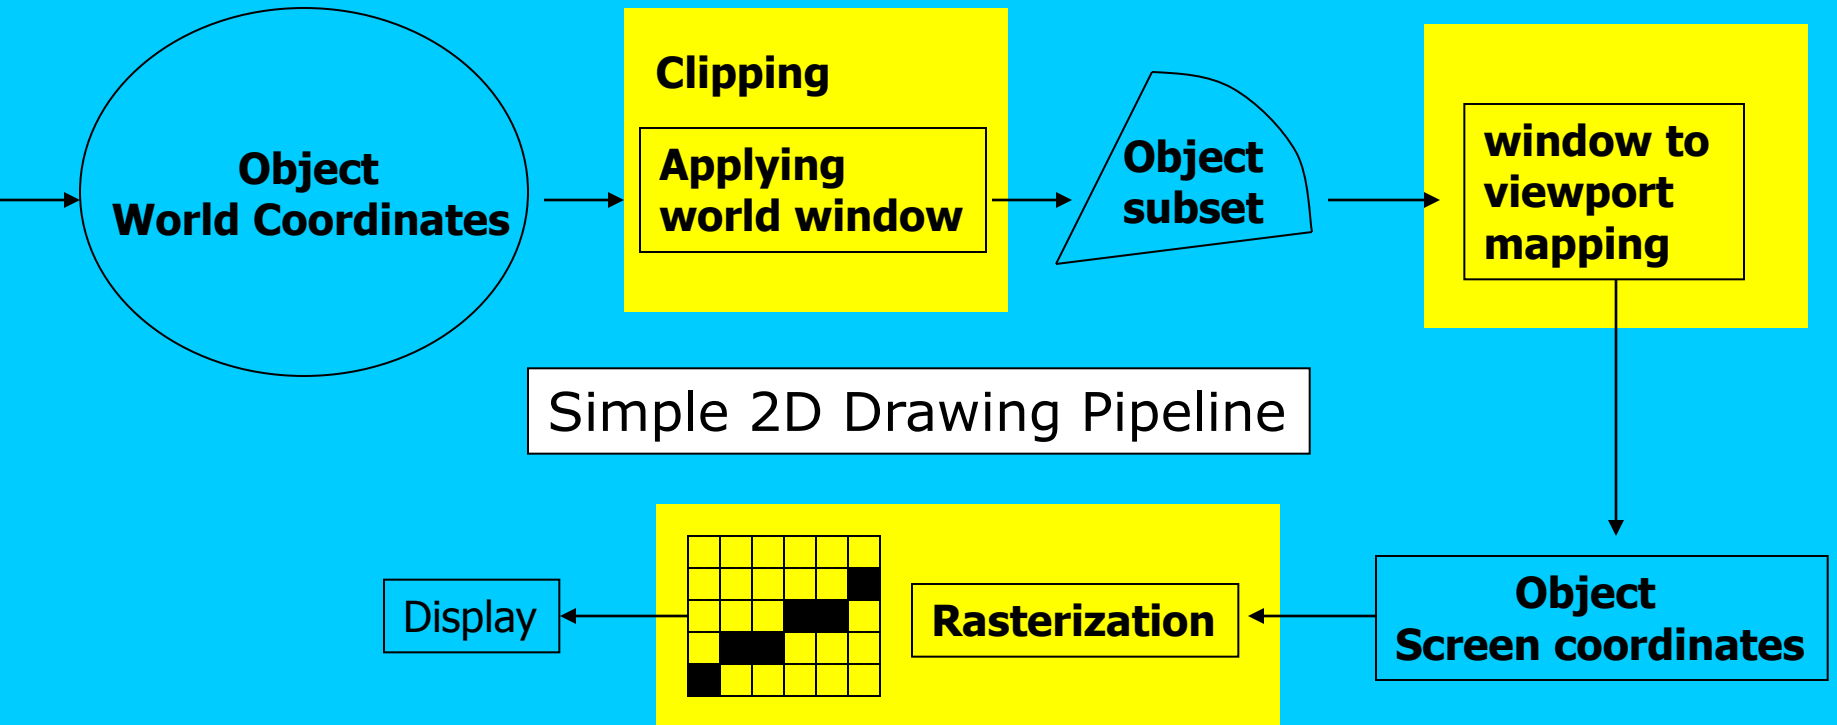 Object
World Coordinates
Clipping
Applying
world window
Object
subset
window to
viewport
mapping
Simple 2D Drawing Pipeline
Display
Rasterization
Object
Screen coordinates